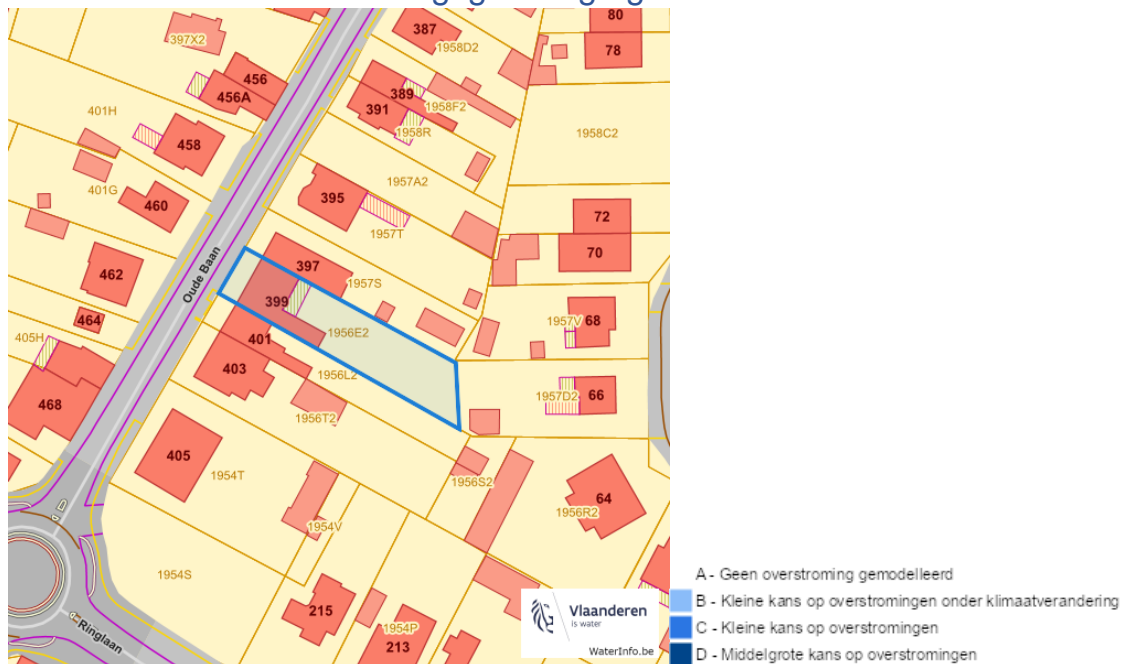 387
1958D2
80
78
397X2
456
456A
389
391
1958F2
1958R
401H
458
1958C2
1957A2
401G
460
395
72
1957T
70
Oude Baan
462
397
1957S
399
464
1956E2
1957V
68
405H
401
403
1956L2
1957D2
66
468
1956T2
405
1954T
1956S2
64
1956R2
1954V
1954S
215
1954P
213
Ringlaan
Vlaanderen
is water
WaterInfo.be
A - Geen overstroming gemodelleerd
B - Kleine kans op overstromingen onder klimaatverandering
C - Kleine kans op overstromingen
D - Middelgrote kans op overstromingen